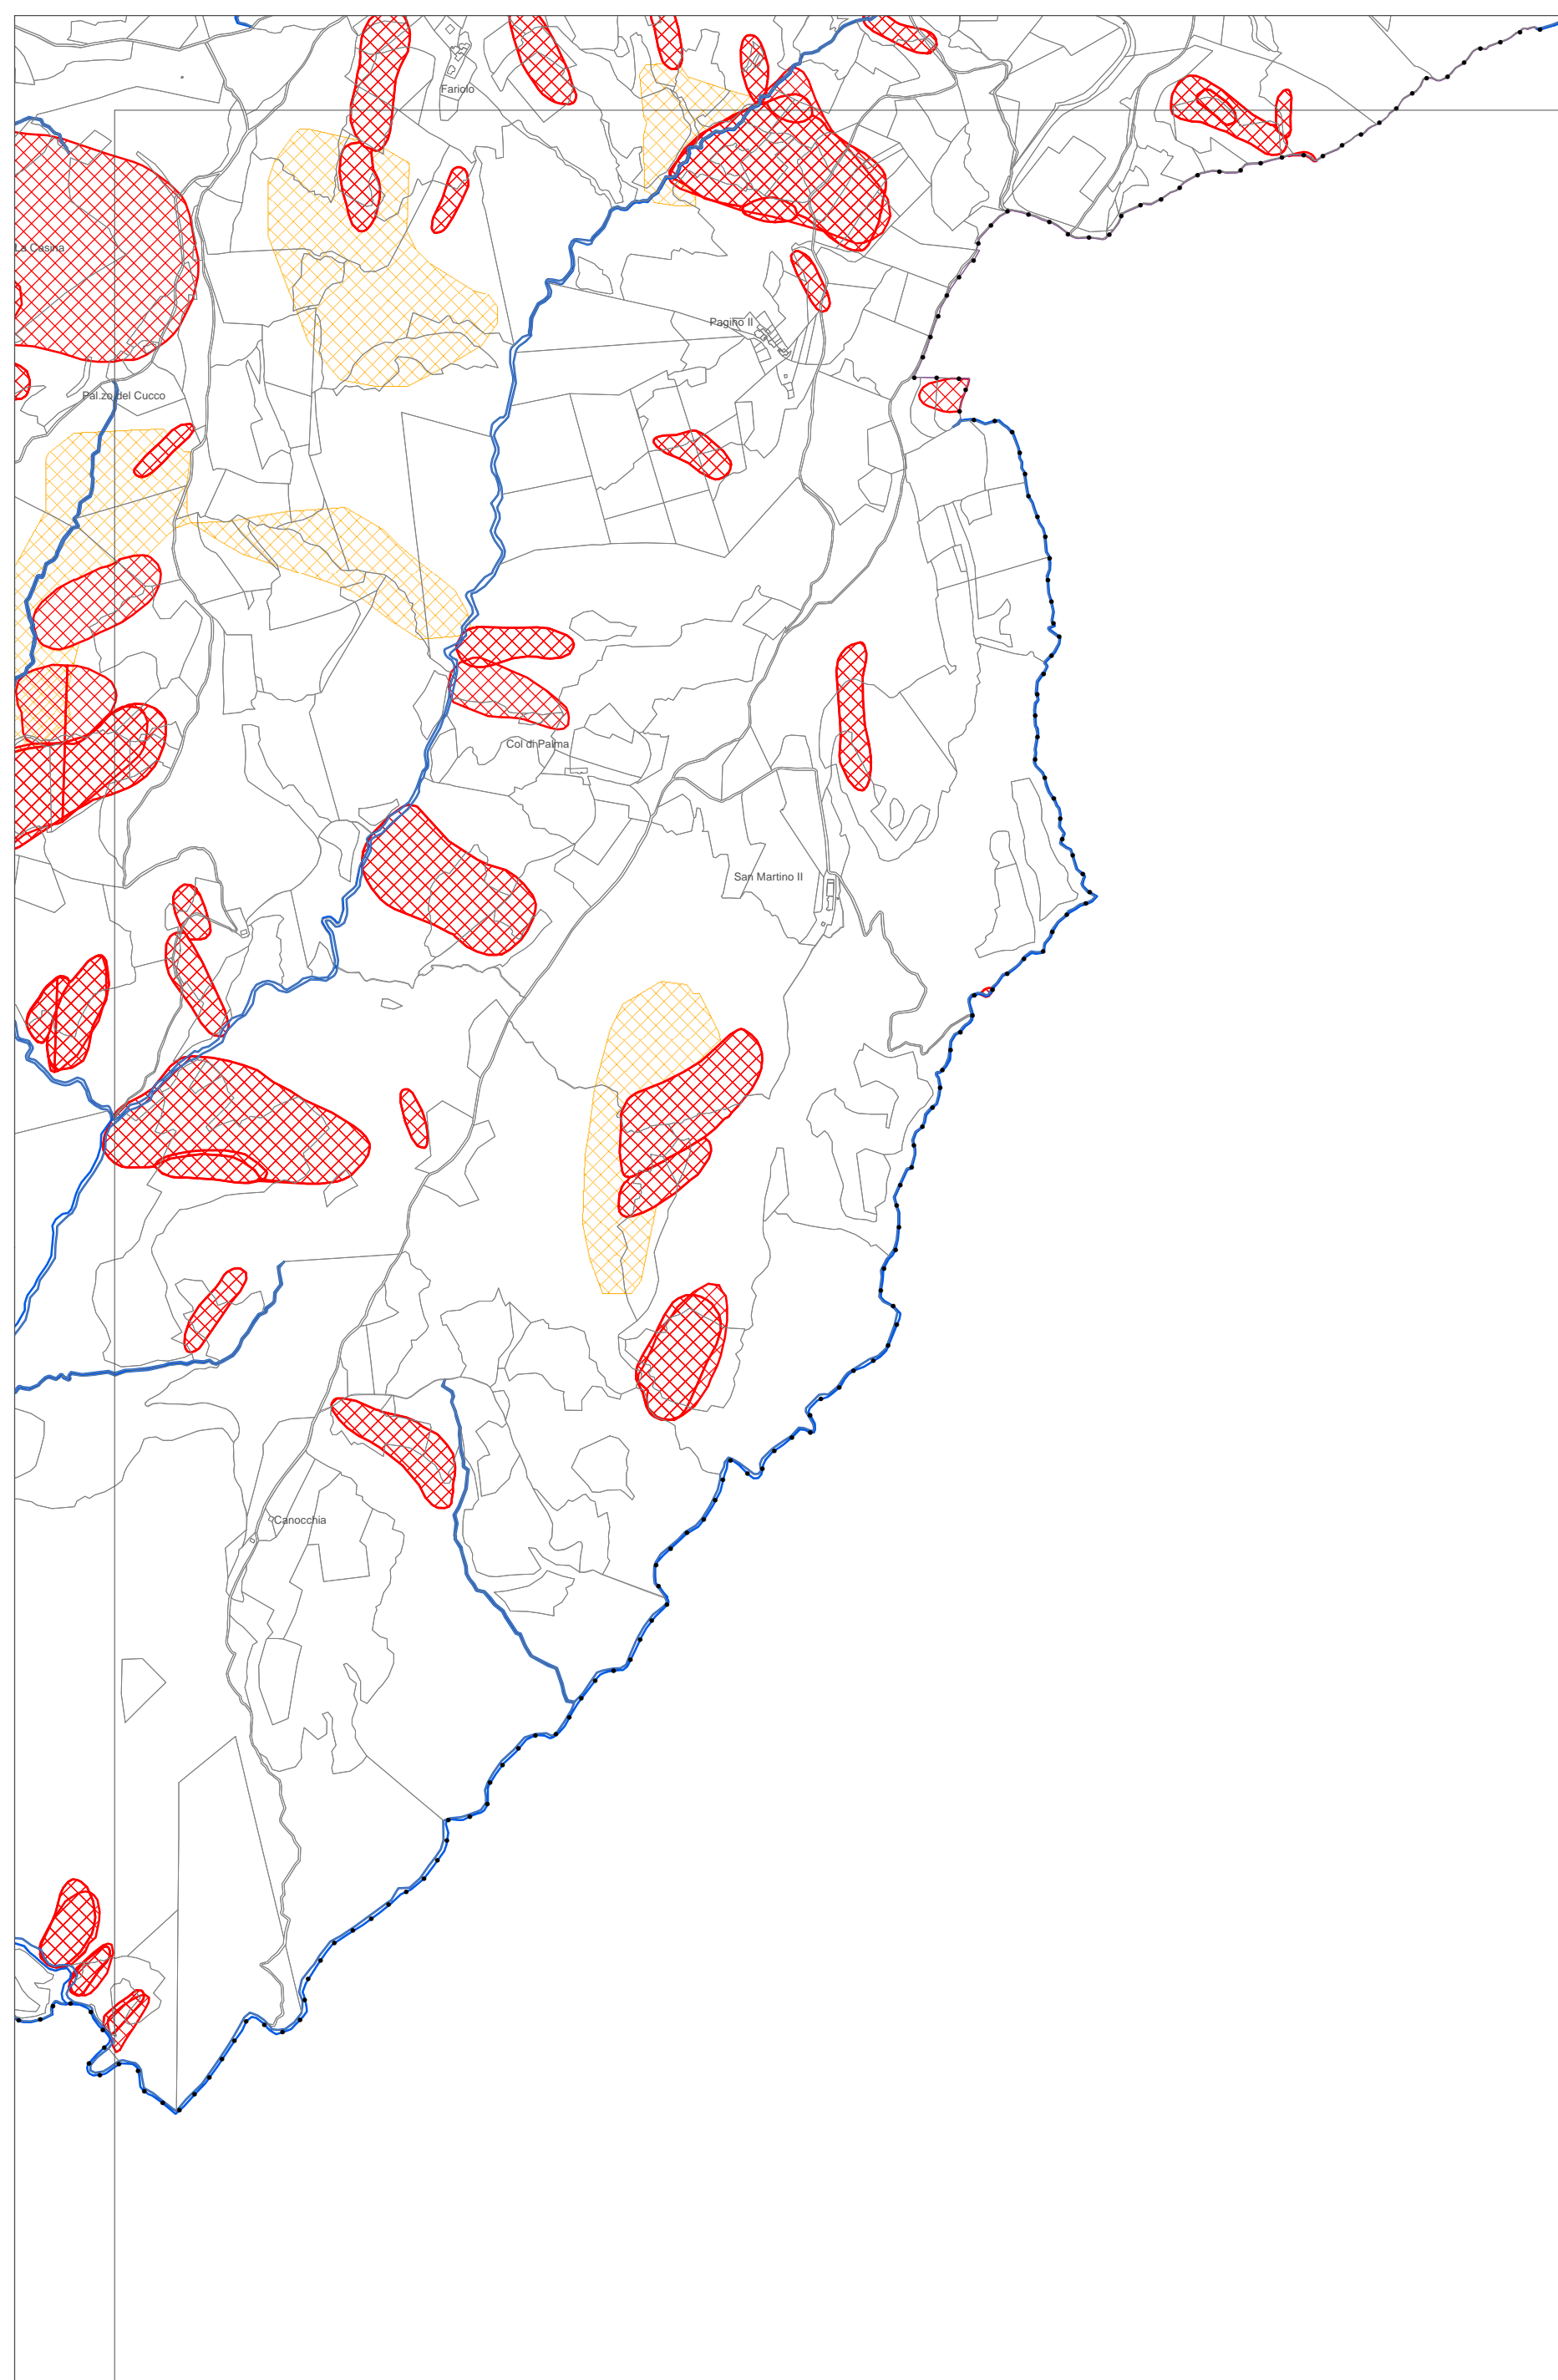 Fariolo
La Casina
Pagino II
Pal.zo del Cucco
Col di Palma
San Martino II
Canocchia